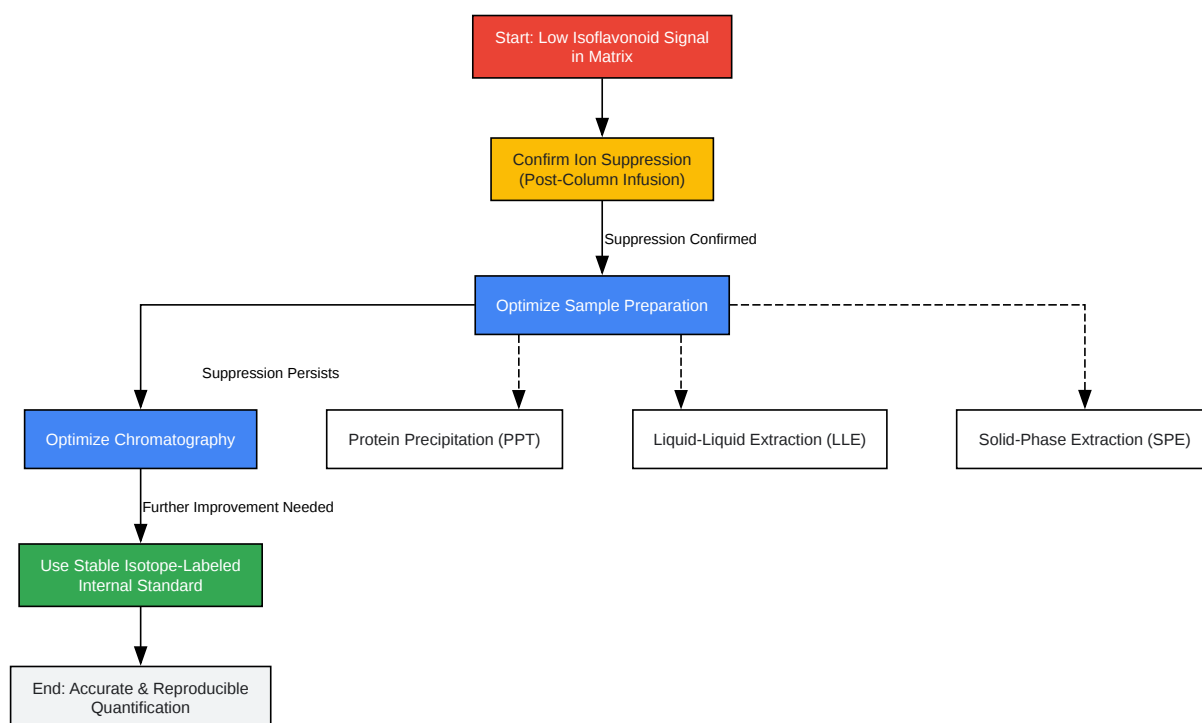 Start: Low Isoflavonoid Signal
in Matrix
Confirm Ion Suppression
(Post-Column Infusion)
Suppression Confirmed
Optimize Sample Preparation
Suppression Persists
Optimize Chromatography
Protein Precipitation (PPT)
Liquid-Liquid Extraction (LLE)
Solid-Phase Extraction (SPE)
Further Improvement Needed
Use Stable Isotope-Labeled
Internal Standard
End: Accurate & Reproducible
Quantification